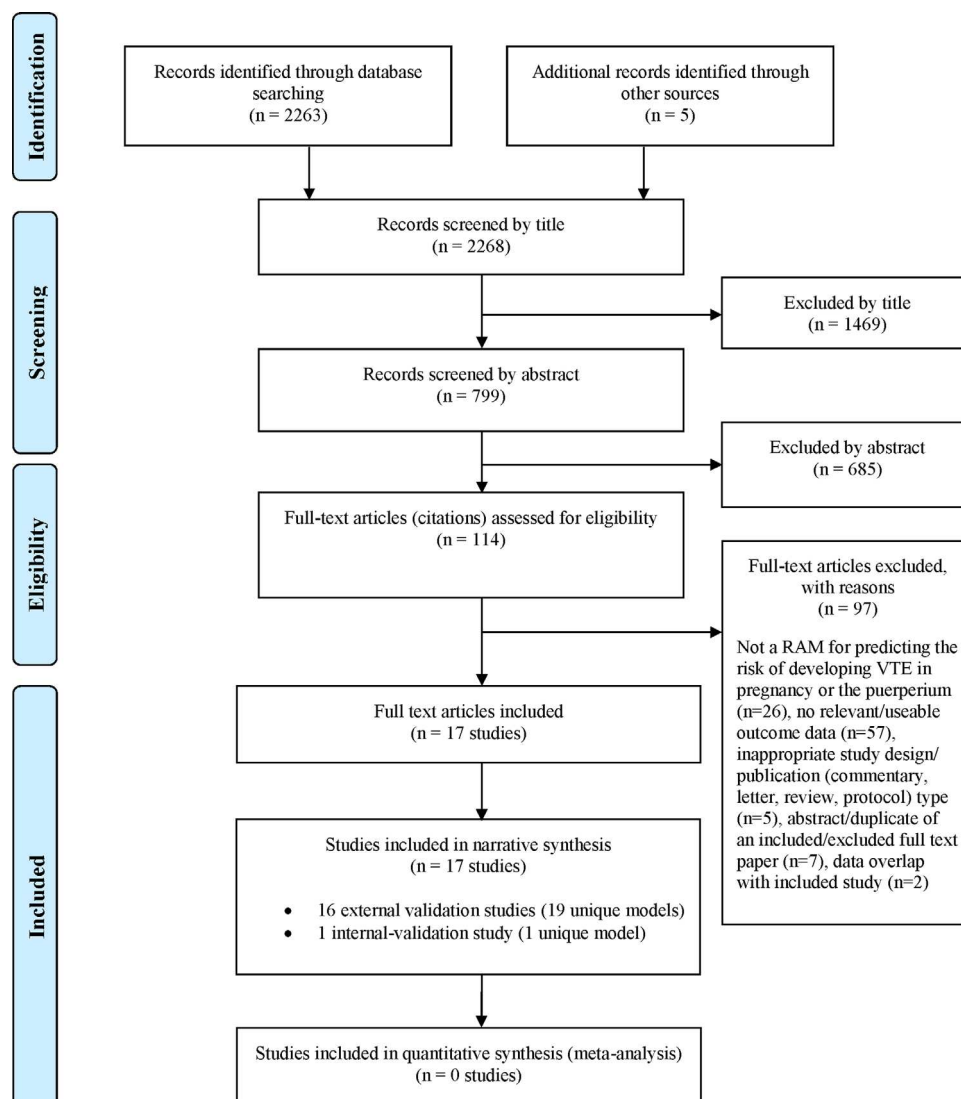 Identification
Records identified through database
searching
(n = 2263)
Additional records identified through
other sources
(n = 5)
Screening
Records screened by title
(n = 2268)
Excluded by title
(n = 1469)
Records screened by abstract
(n = 799)
Excluded by abstract
(n = 685)
Eligibility
Full-text articles (citations) assessed for eligibility
(n = 114)
Full-text articles excluded,
with reasons
(n = 97)
Not a RAM for predicting the
risk of developing VTE in
pregnancy or the puerperium
(n=26), no relevant/useable
outcome data (n=57),
inappropriate study design/
publication (commentary,
letter, review, protocol) type
(n=5), abstract/duplicate of
an included/excluded full text
paper (n=7), data overlap
with included study (n=2)
Included
Full text articles included
n = 17 studies)
Studies included in narrative synthesis
(n = 17 studies)
• 16 external validation studies (19 unique models)
• 1 internal-validation study (1 unique model)
Studies included in quantitative synthesis (meta-analysis)
(n = 0 studies)